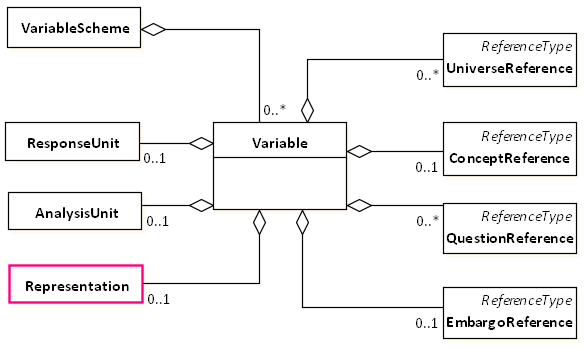 VariableScheme
ReferenceType
UniverseReference
0..*
0..*
ResponseUnit
0..1
Variable
ReferenceType
ConceptReference
0..1
AnalysisUnit
0..1
ReferenceType
QuestionReference
0..*
Representation
0..1
ReferenceType
EmbargoReference
0..1